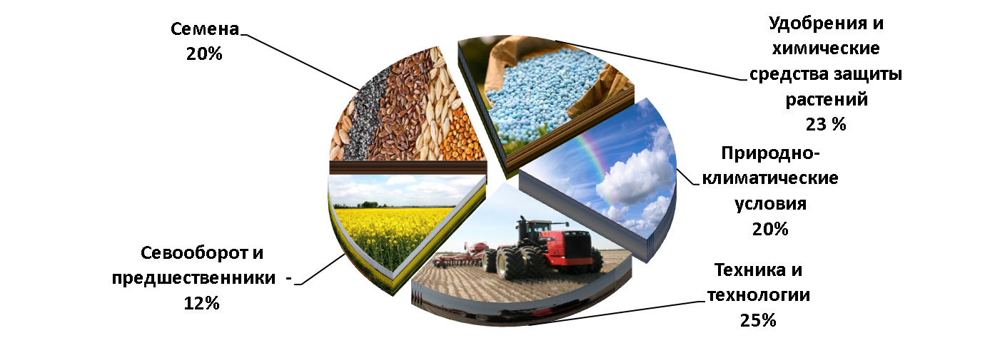 Семена
20%
Удобрения и
химические
средства защиты
растений
23 %
Природно-
климатические
условия
20%
Техника и
технологии
25%
Севооборот и
предшественники -
12%